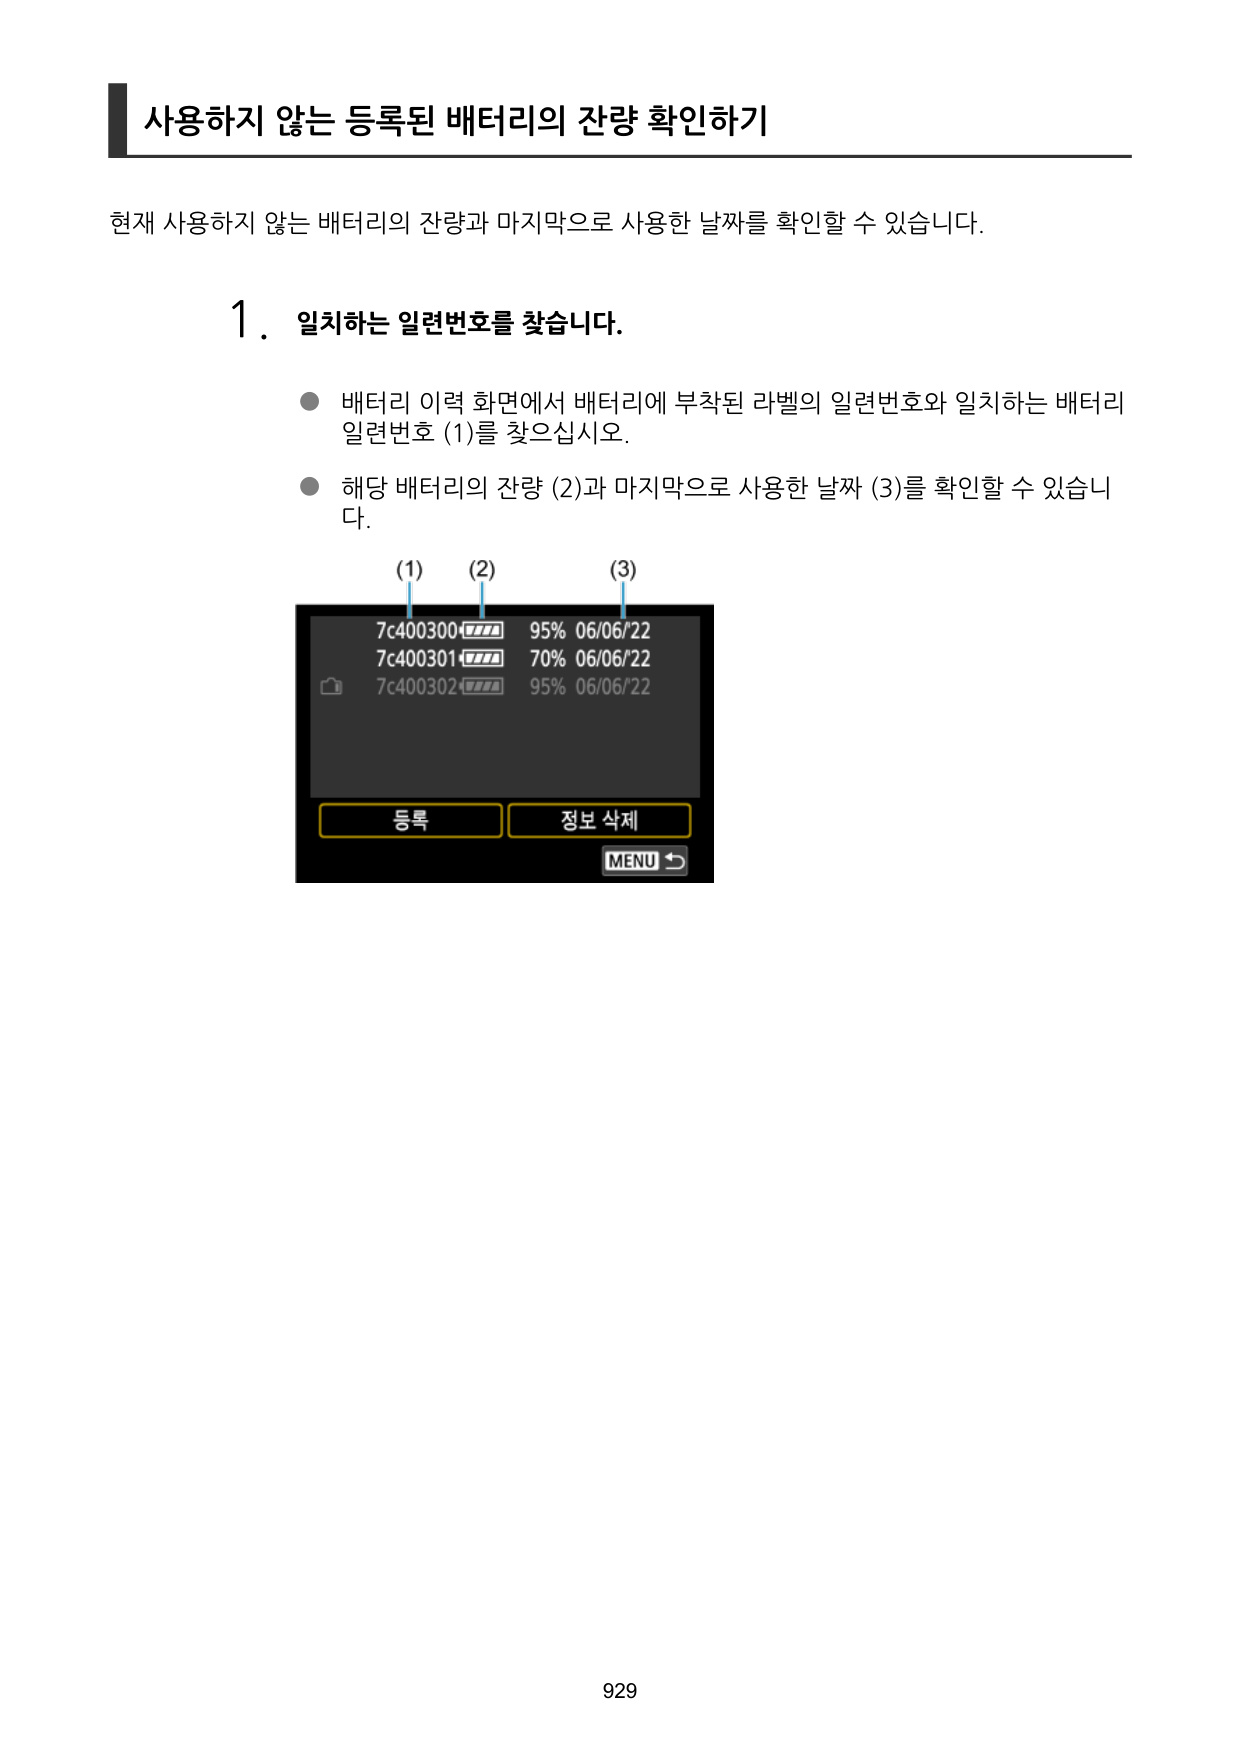 사용하지 않는 등록된 배터리의 잔량 확인하기
현재 사용하지 않는 배터리의 잔량과 마지막으로 사용한 날짜를 확인할 수 있습니다.
1. 일치하는 일련번호를 찾습니다.
● 배터리 이력 화면에서 배터리에 부착된 라벨의 일련번호와 일치하는 배터리
일련번호 (1)를 찾으십시오.
● 해당 배터리의 잔량 (2)과 마지막으로 사용한 날짜 (3)를 확인할 수 있습니
다.
(1) (2) (3)
7c400300 95% 06/06/'22
7c400301 70% 06/06/'22
7c400302 95% 06/06/'22
등록 정보 삭제
MENU
929